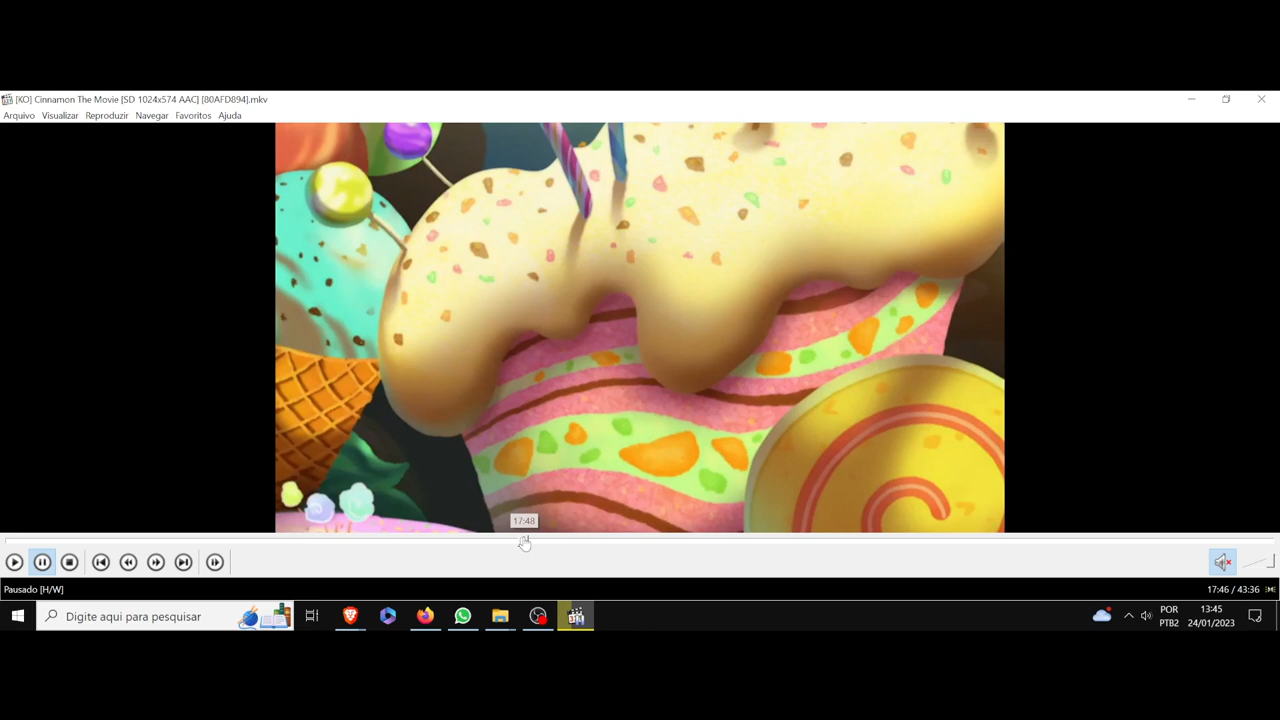 [KO] Cinnamon The Movie [SD 1024x574 AAC] [80AFD894].mkv
Arquivo Visualizar Reproduzir Navegar Favoritos Ajuda
17:48
Pausado [H/W]
17:46 / 43:36
Digite aqui para pesquisar
POR
PTB2
13:45
24/01/2023